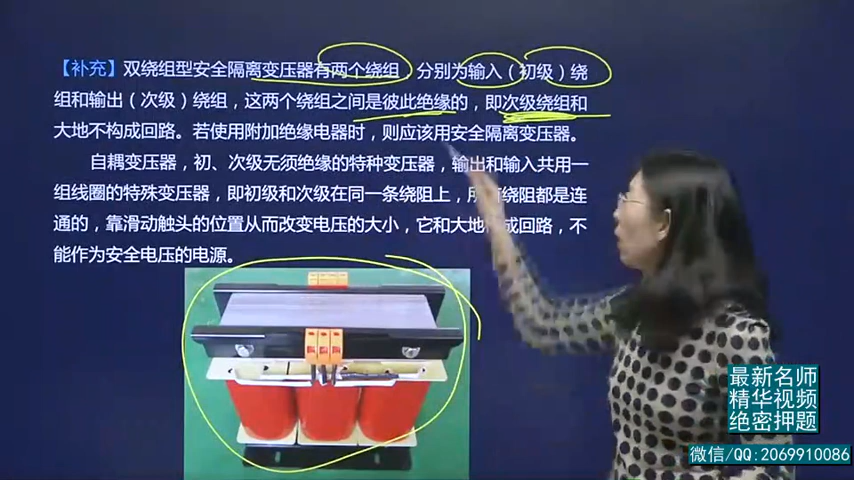 【补充】双绕组型安全隔离变压器有两个绕组，分别为输入（初级）绕
组和输出（次级）绕组，这两个绕组之间是彼此绝缘的，即次级绕组和
大地不构成回路。若使用附加绝缘电器时，则应该用安全隔离变压器。
自耦变压器，初、次级无须绝缘的特种变压器，输出和输入共用一
组线圈的特殊变压器，即初级和次级在同一条绕阻上，所有绕阻都是连
通的，靠滑动触头的位置从而改变电压的大小，它和大地构成回路，不
能作为安全电压的电源。
最新名师
精华视频
绝密押题
微信/QQ:2069910086